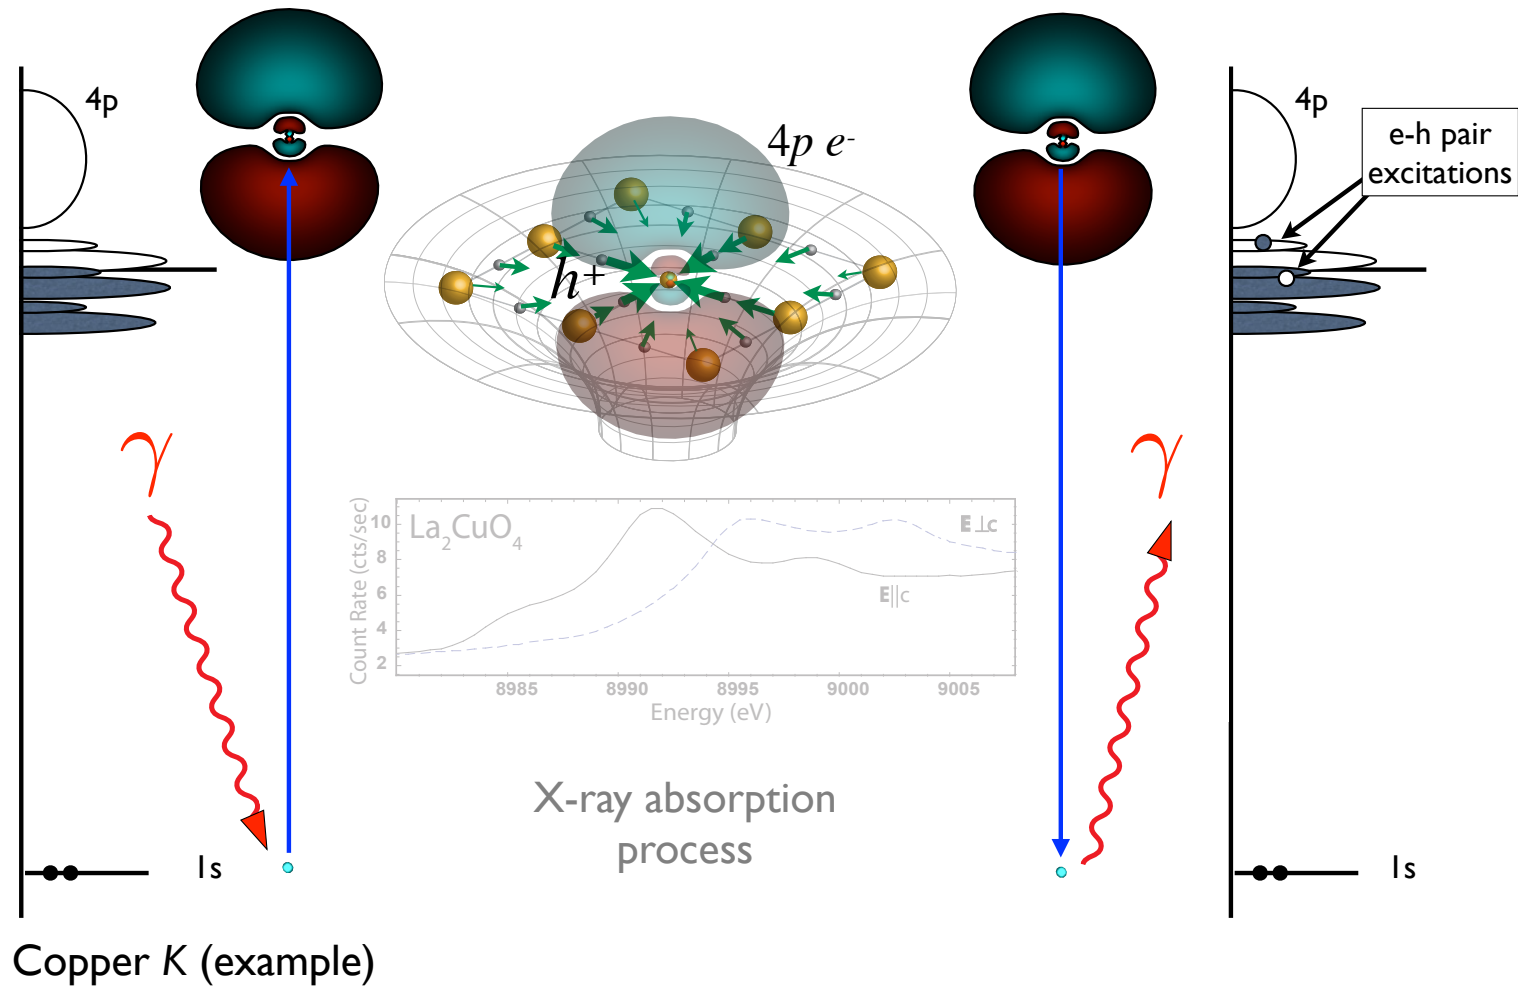 4p
4p e-
4p
e-h pair
excitations
h+
γ
γ
La2CuO4
E ⊥c
E||c
Count Rate (cts/sec)
10
8
6
4
2
8985 8990 8995 9000 9005
Energy (eV)
X-ray absorption
process
1s
1s
Copper K (example)